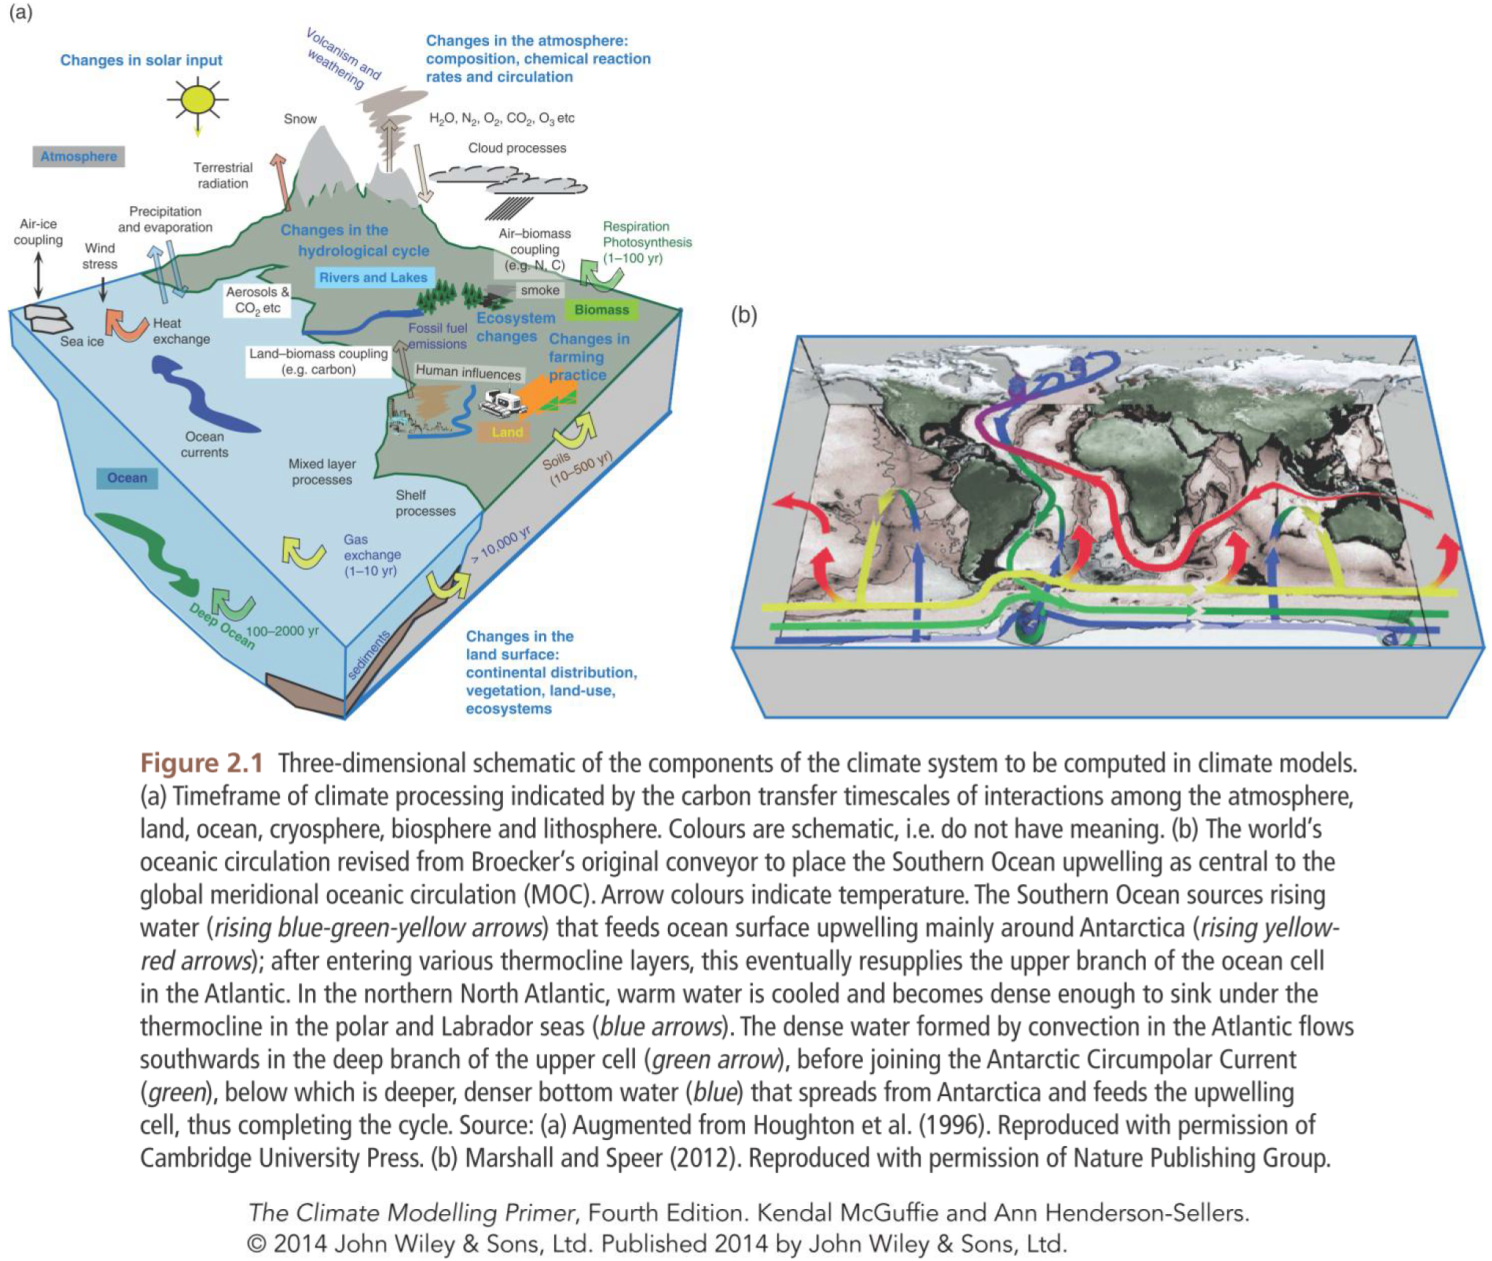 (a)
Changes in solar input
Volcanism and
weathering
Changes in the atmosphere:
composition, chemical reaction
rates and circulation
Snow
H₂O, N₂, O₂, CO₂, O₃ etc
Cloud processes
Atmosphere
Terrestrial
radiation
Precipitation
and evaporation
Air-ice
coupling
Wind
stress
Changes in the
hydrological cycle
Air–biomass
coupling
(e.g. N, C)
Respiration
Photosynthesis
(1–100 yr)
Rivers and Lakes
smoke
Aerosols &
CO₂ etc
Biomass
Sea ice
Heat
exchange
Fossil fuel
emissions
Ecosystem
changes
Changes in
farming
practice
Land–biomass coupling
(e.g. carbon)
Human influences
Land
Ocean
currents
Mixed layer
processes
Soils
(10–500 yr)
Ocean
Shelf
processes
Gas
exchange
(1–10 yr)
> 10,000 yr
Deep Ocean
100–2000 yr
sediments
Changes in the
land surface:
continental distribution,
vegetation, land-use,
ecosystems
(b)
Figure 2.1 Three-dimensional schematic of the components of the climate system to be computed in climate models.
(a) Timeframe of climate processing indicated by the carbon transfer timescales of interactions among the atmosphere,
land, ocean, cryosphere, biosphere and lithosphere. Colours are schematic, i.e. do not have meaning. (b) The world's
oceanic circulation revised from Broecker's original conveyor to place the Southern Ocean upwelling as central to the
global meridional oceanic circulation (MOC). Arrow colours indicate temperature. The Southern Ocean sources rising
water (rising blue-green-yellow arrows) that feeds ocean surface upwelling mainly around Antarctica (rising yellow-
red arrows); after entering various thermocline layers, this eventually resupplies the upper branch of the ocean cell
in the Atlantic. In the northern North Atlantic, warm water is cooled and becomes dense enough to sink under the
thermocline in the polar and Labrador seas (blue arrows). The dense water formed by convection in the Atlantic flows
southwards in the deep branch of the upper cell (green arrow), before joining the Antarctic Circumpolar Current
(green), below which is deeper, denser bottom water (blue) that spreads from Antarctica and feeds the upwelling
cell, thus completing the cycle. Source: (a) Augmented from Houghton et al. (1996). Reproduced with permission of
Cambridge University Press. (b) Marshall and Speer (2012). Reproduced with permission of Nature Publishing Group.
The Climate Modelling Primer, Fourth Edition. Kendal McGuffie and Ann Henderson-Sellers.
© 2014 John Wiley & Sons, Ltd. Published 2014 by John Wiley & Sons, Ltd.